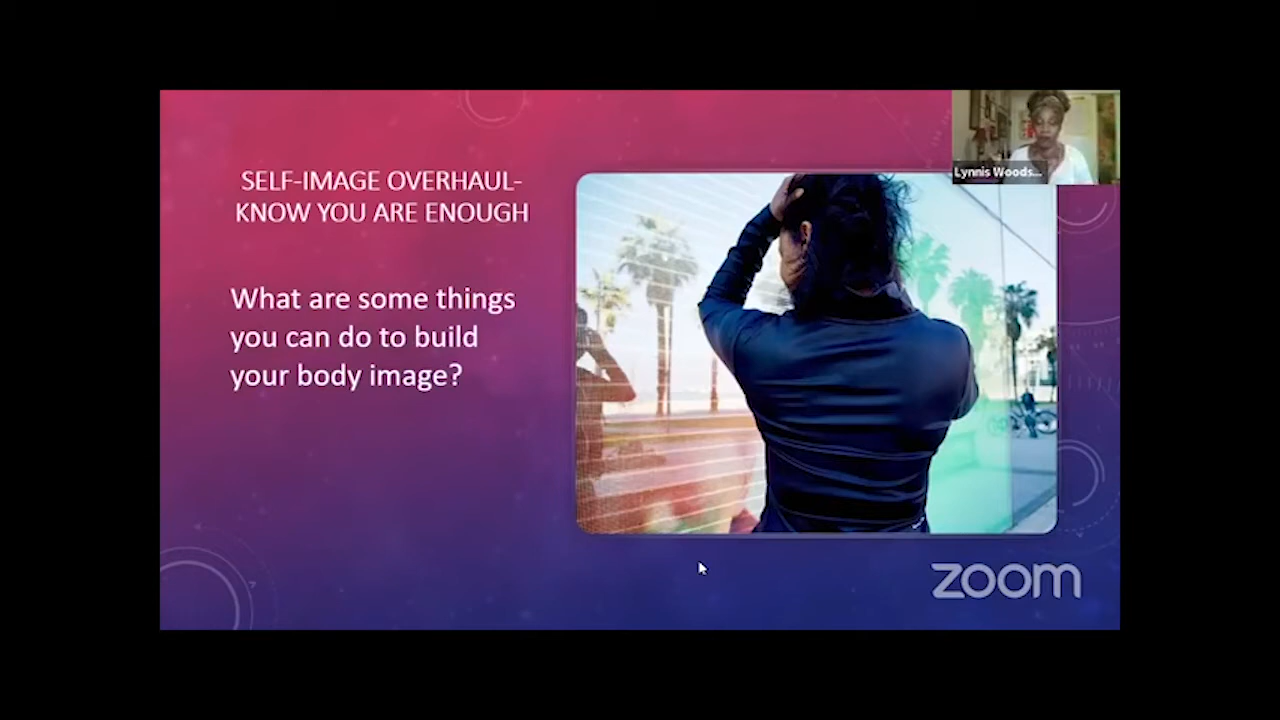 SELF-IMAGE OVERHAUL-
KNOW YOU ARE ENOUGH
What are some things
you can do to build
your body image?
Lynnis Woods...
zoom